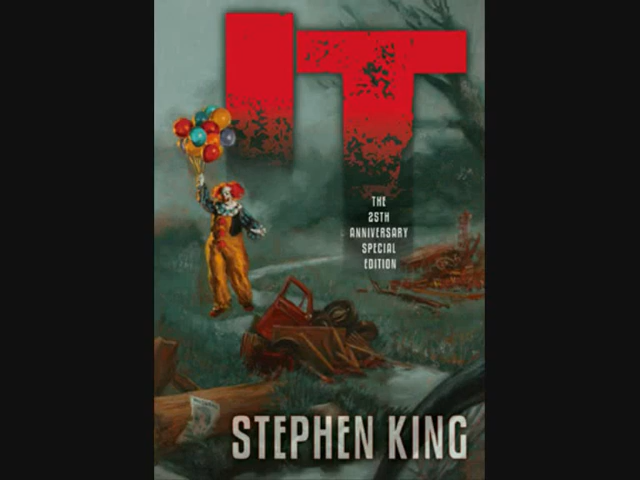 IT
THE
25TH
ANNIVERSARY
SPECIAL
EDITION
STEPHEN KING